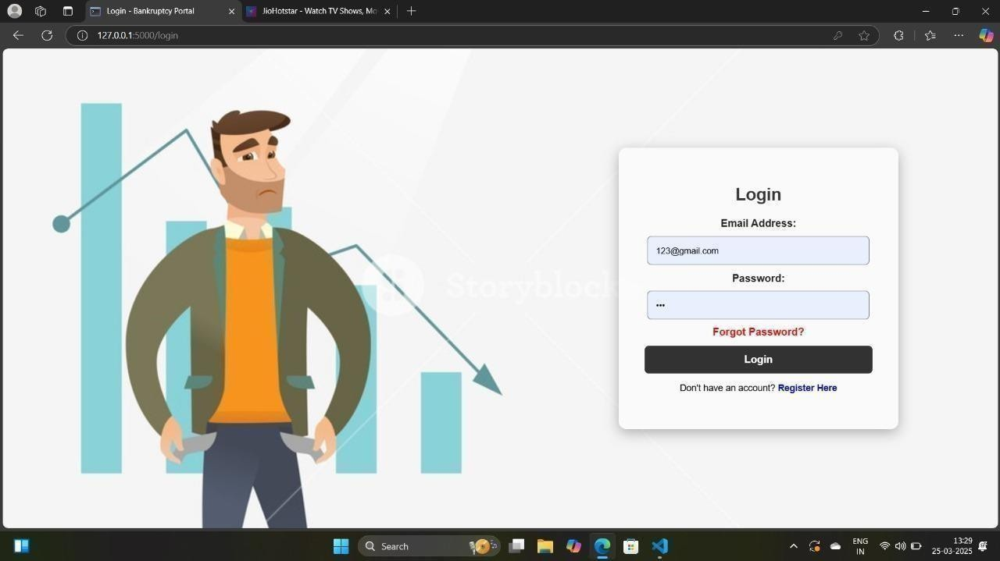 Login - Bankruptcy Portal
JioHotstar - Watch TV Shows, Mo
127.0.0.1:5000/login
Storyblock
Login
Email Address:
123@gmail.com
Password:
•••
Forgot Password?
Login
Don't have an account? Register Here
Search
ENG
IN
13:29
25-03-2025